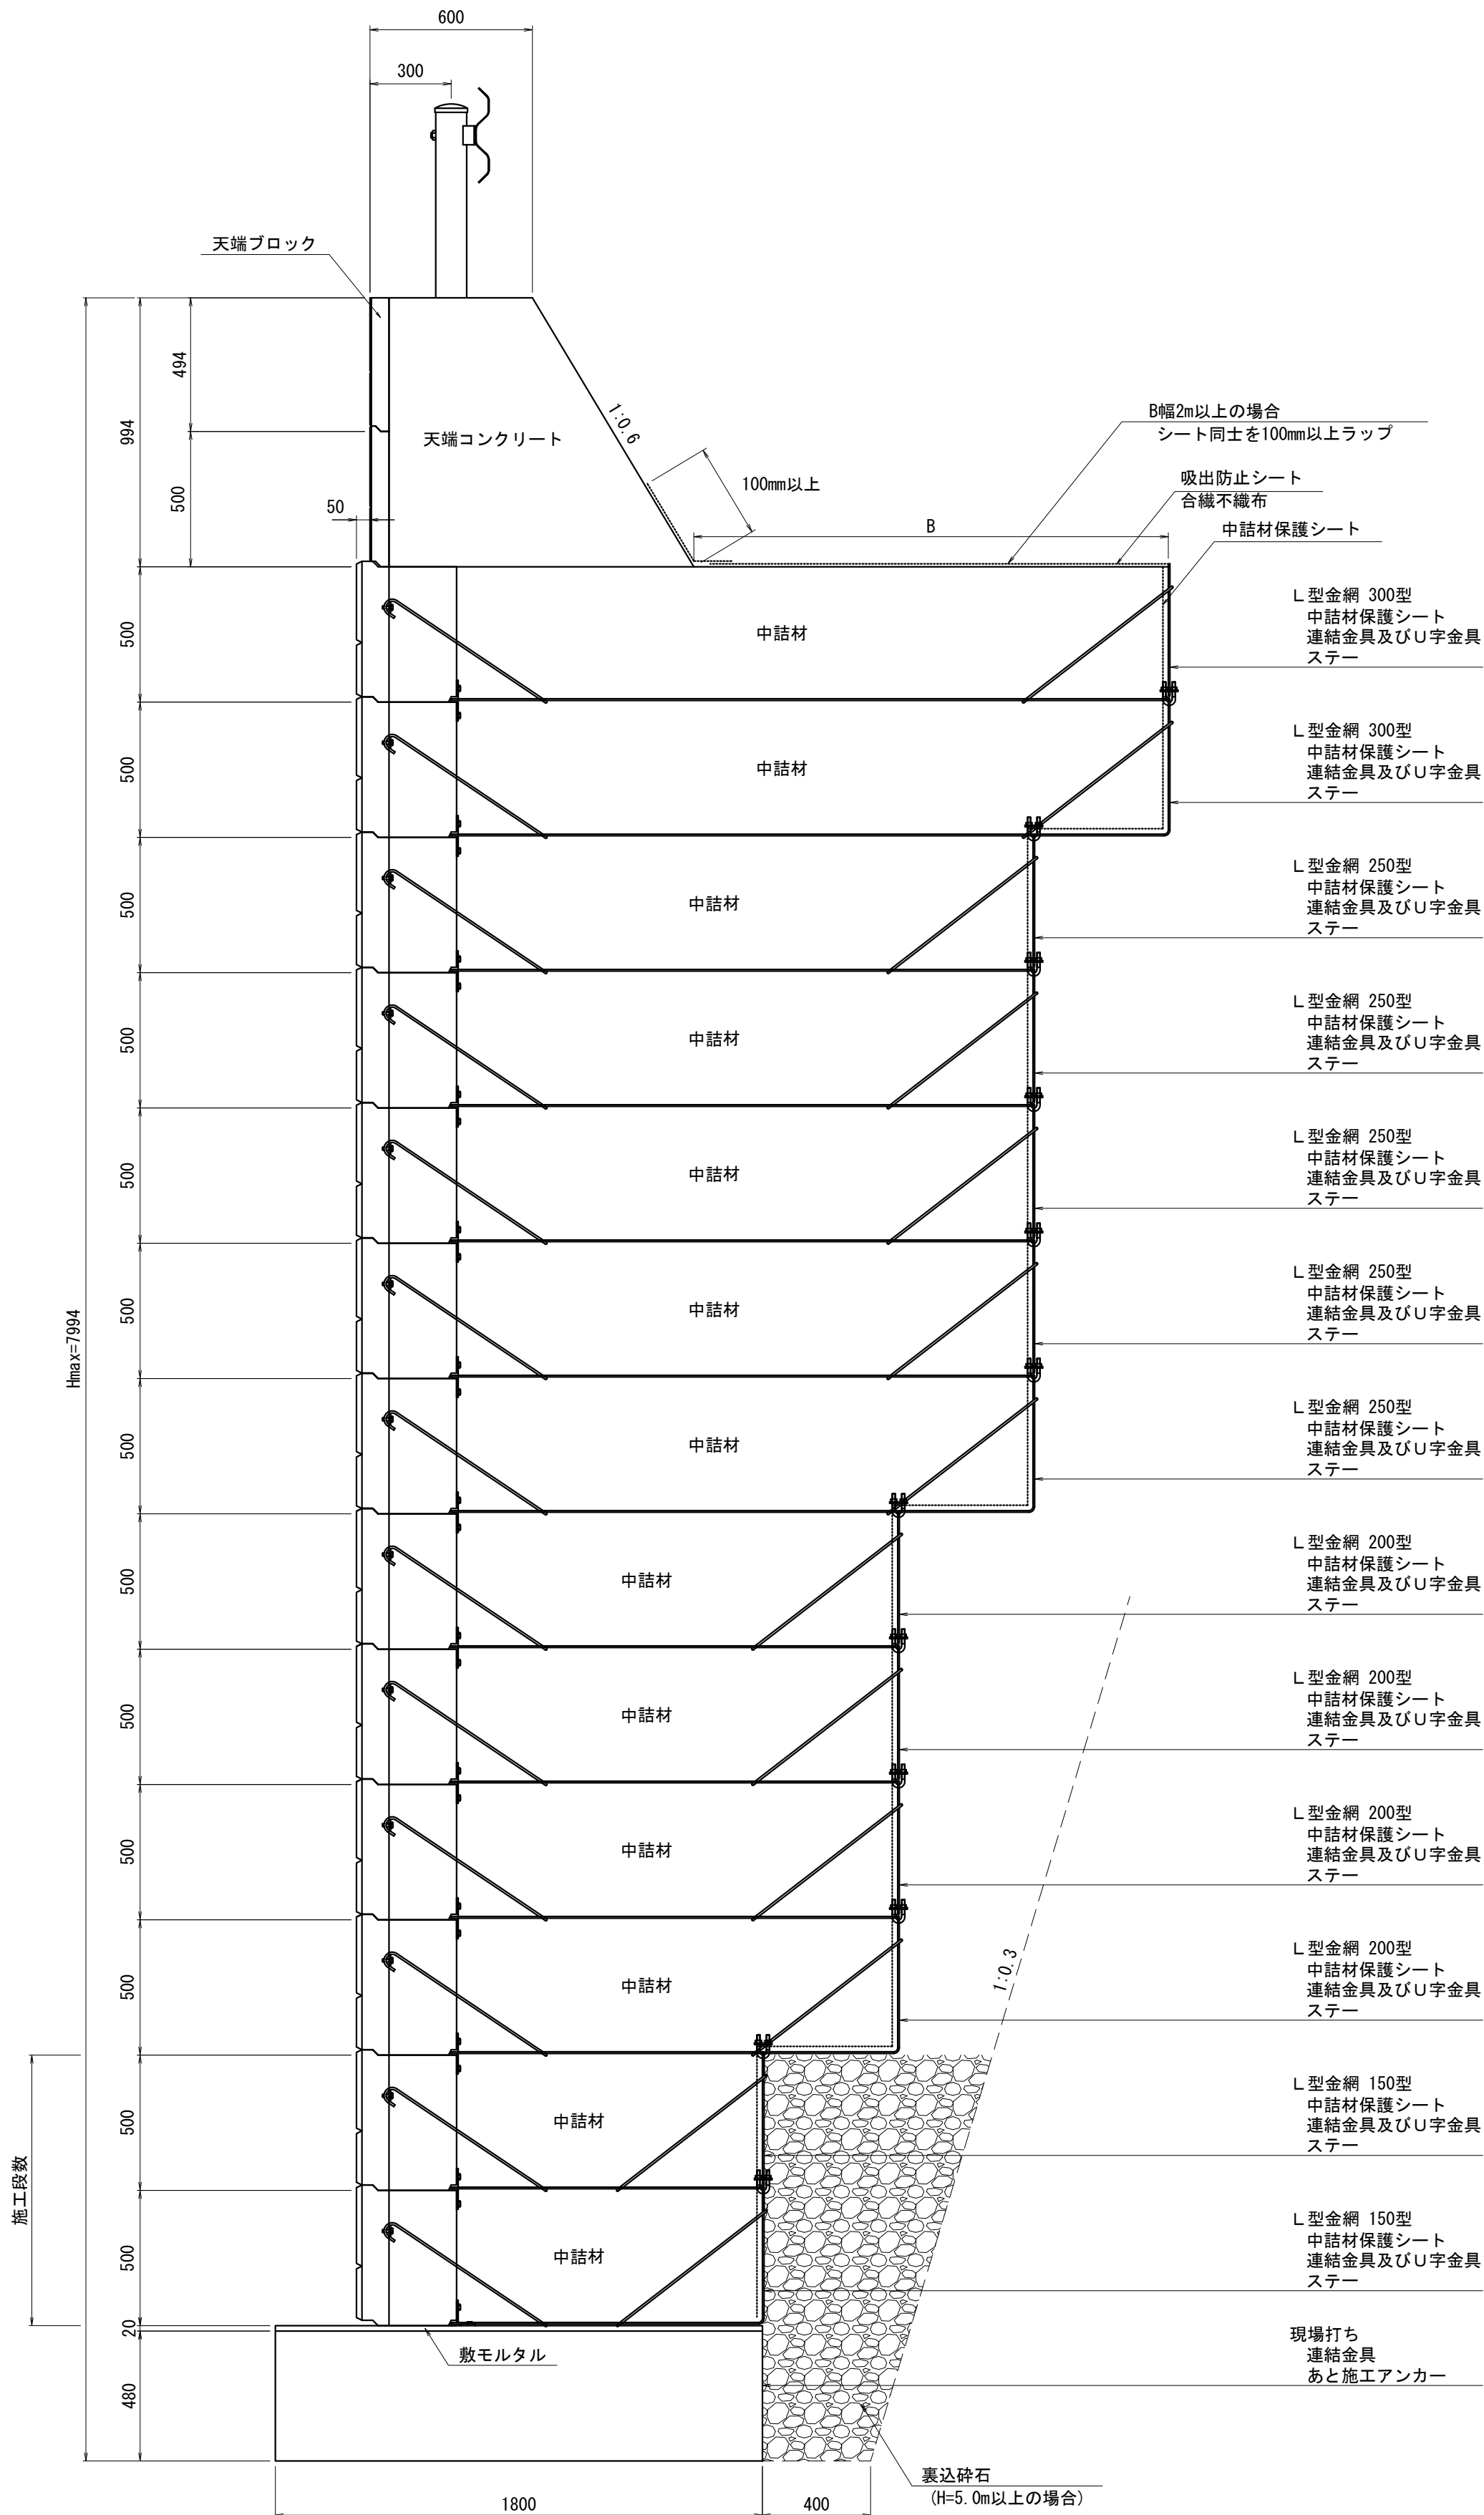 600
300
天端ブロック
494
994
天端コンクリート
1:0.6
500
50
100mm以上
B幅2m以上の場合
シート同士を100mm以上ラップ
吸出防止シート
合繊不織布
B
中詰材保護シート
500
中詰材
L型金網 300型
中詰材保護シート
連結金具及びU字金具
ステー
500
中詰材
L型金網 300型
中詰材保護シート
連結金具及びU字金具
ステー
500
中詰材
L型金網 250型
中詰材保護シート
連結金具及びU字金具
ステー
500
中詰材
L型金網 250型
中詰材保護シート
連結金具及びU字金具
ステー
500
中詰材
L型金網 250型
中詰材保護シート
連結金具及びU字金具
ステー
Hmax=7994
500
中詰材
L型金網 250型
中詰材保護シート
連結金具及びU字金具
ステー
500
中詰材
L型金網 250型
中詰材保護シート
連結金具及びU字金具
ステー
500
中詰材
L型金網 200型
中詰材保護シート
連結金具及びU字金具
ステー
500
中詰材
L型金網 200型
中詰材保護シート
連結金具及びU字金具
ステー
500
中詰材
L型金網 200型
中詰材保護シート
連結金具及びU字金具
ステー
500
中詰材
1:0.3
L型金網 200型
中詰材保護シート
連結金具及びU字金具
ステー
施工段数
500
中詰材
L型金網 150型
中詰材保護シート
連結金具及びU字金具
ステー
500
中詰材
L型金網 150型
中詰材保護シート
連結金具及びU字金具
ステー
20
敷モルタル
480
現場打ち
連結金具
あと施工アンカー
裏込砕石
(H=5.0m以上の場合)
1800
400